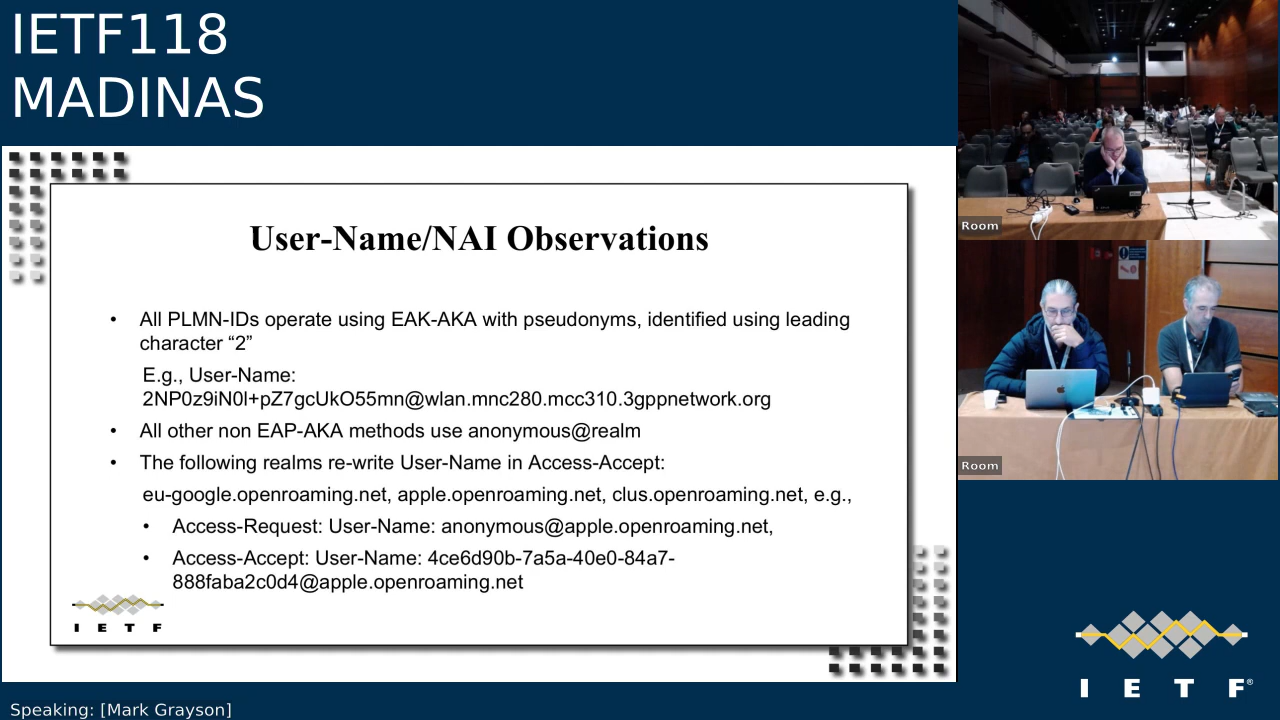 IETF118
MADINAS
User-Name/NAI Observations
• All PLMN-IDs operate using EAK-AKA with pseudonyms, identified using leading
character “2”
E.g., User-Name:
2NP0z9iN0l+pZ7gcUkO55mn@wlan.mnc280.mcc310.3gppnetwork.org
• All other non EAP-AKA methods use anonymous@realm
• The following realms re-write User-Name in Access-Accept:
eu-google.openroaming.net, apple.openroaming.net, clus.openroaming.net, e.g.,
• Access-Request: User-Name: anonymous@apple.openroaming.net,
• Access-Accept: User-Name: 4ce6d90b-7a5a-40e0-84a7-
888faba2c0d4@apple.openroaming.net
I E T F
Room
Room
I E T F®
Speaking: [Mark Grayson]